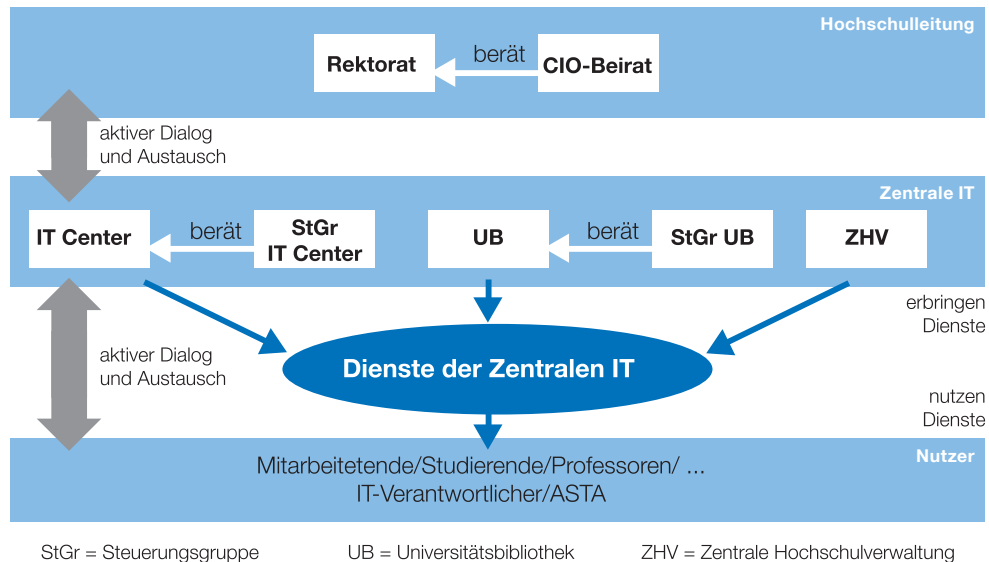 Hochschulleitung
Rektorat
berät
CIO-Beirat
aktiver Dialog
und Austausch
Zentrale IT
IT Center
berät
StGr
IT Center
UB
berät
StGr UB
ZHV
erbringen
Dienste
aktiver Dialog
und Austausch
Dienste der Zentralen IT
nutzen
Dienste
Nutzer
Mitarbeitetende/Studierende/Professoren/ ...
IT-Verantwortlicher/ASTA
StGr = Steuerungsgruppe
UB = Universitätsbibliothek
ZHV = Zentrale Hochschulverwaltung